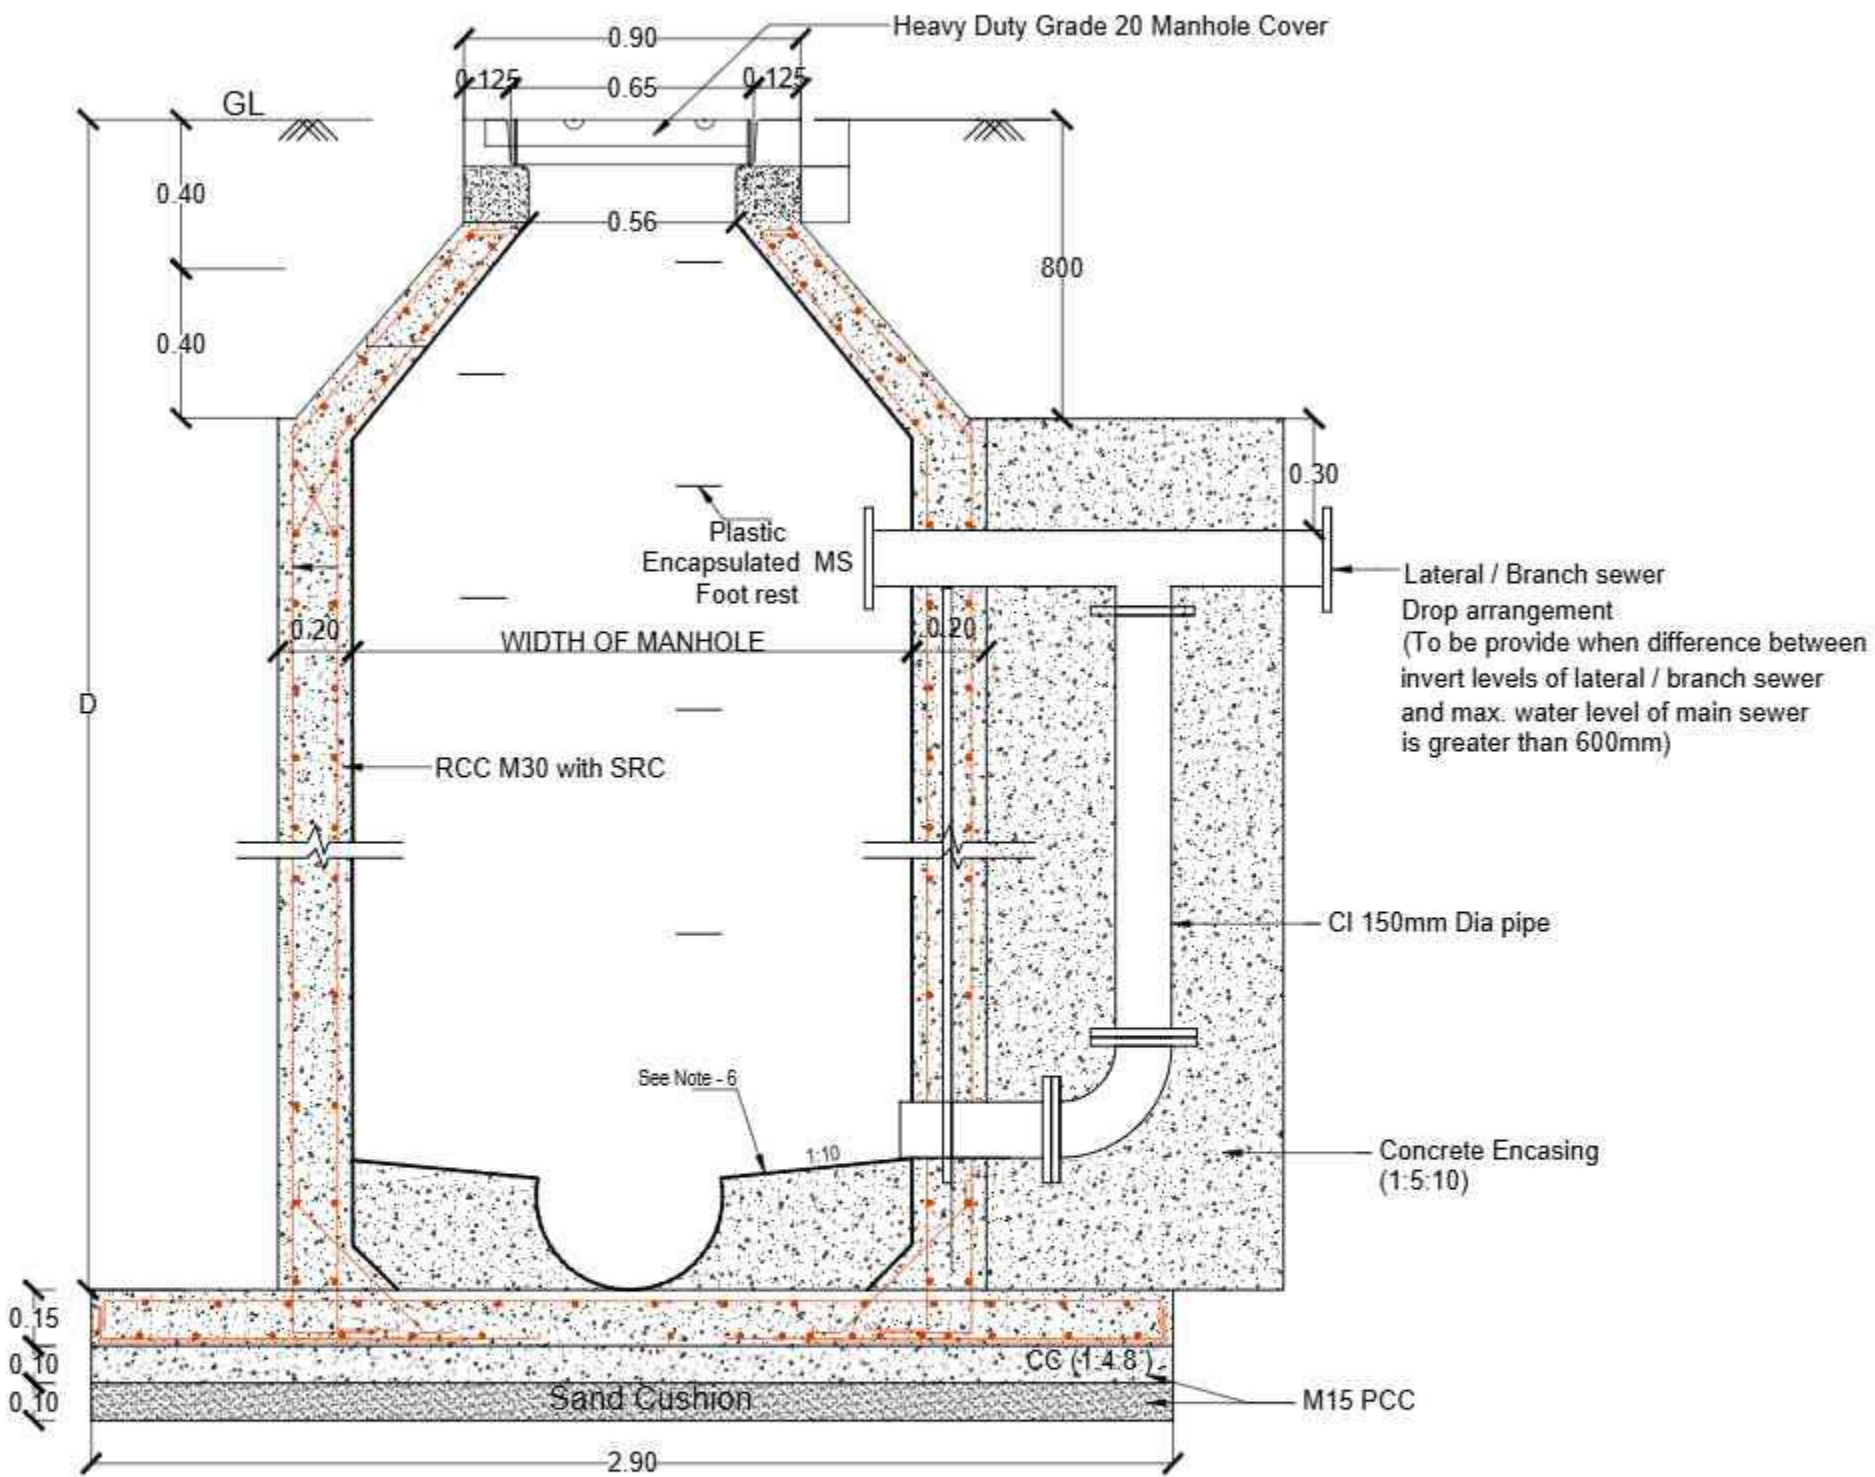 Heavy Duty Grade 20 Manhole Cover
0.90
0.125
0.65
0.125
GL
0.40
0.56
800
0.40
0.30
Plastic
Encapsulated MS
Foot rest
Lateral / Branch sewer
Drop arrangement
(To be provide when difference between
invert levels of lateral / branch sewer
and max. water level of main sewer
is greater than 600mm)
0.20
WIDTH OF MANHOLE
0.20
D
RCC M30 with SRC
CI 150mm Dia pipe
See Note - 6
1:10
Concrete Encasing
(1:5:10)
0.15
0.10
CC (1:4:8 )
0.10
Sand Cushion
M15 PCC
2.90